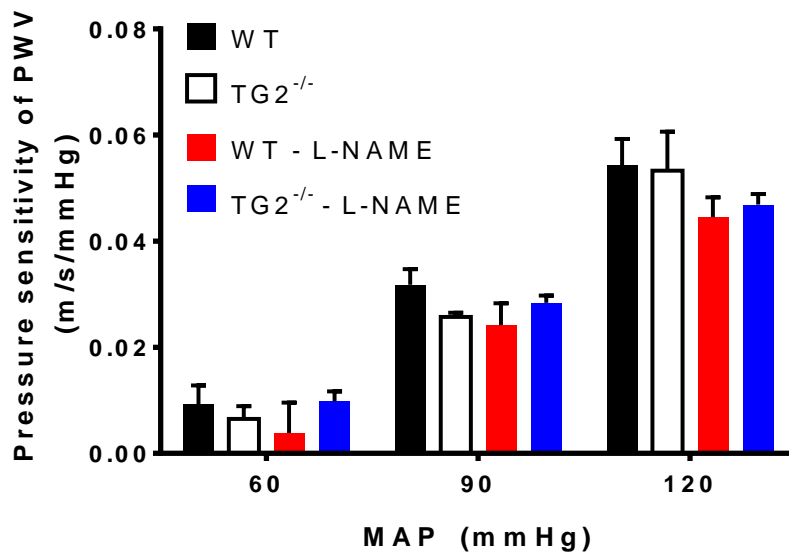 Pressure sensitivity of PWV
(m/s/mmHg)
0.08
0.06
0.04
0.02
0.00
WT
TG2-/-
WT - L-NAME
TG2-/- - L-NAME
60 90 120
MAP (mmHg)